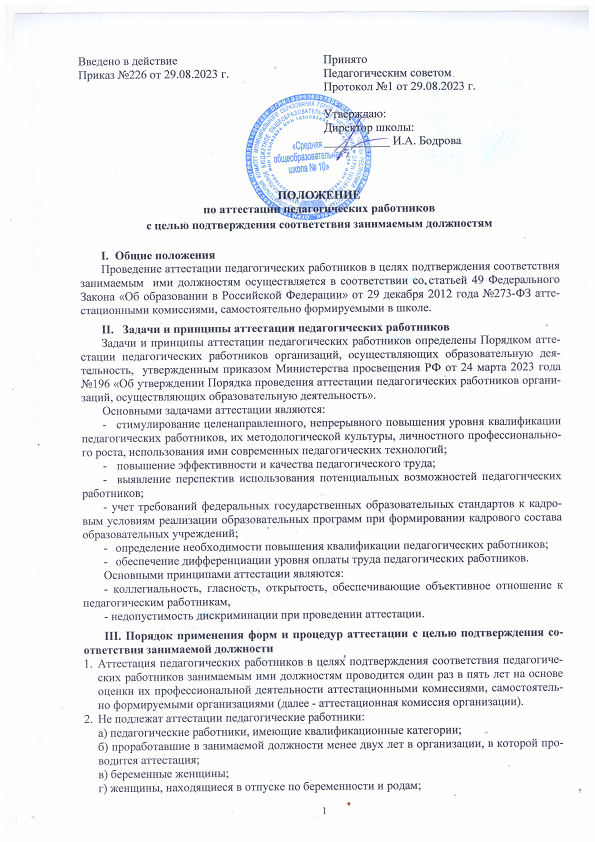 Введено в действие
Приказ №226 от 29.08.2023 г.
Принято
Педагогическим советом
Протокол №1 от 29.08.2023 г.
Утверждаю:
Директор школы:
И.А. Бодрова
«Средняя
общеобразовательная
школа № 10»
ПОЛОЖЕНИЕ
по аттестации педагогических работников
с целью подтверждения соответствия занимаемым должностям
I. Общие положения
Проведение аттестации педагогических работников в целях подтверждения соответствия
занимаемым ими должностям осуществляется в соответствии со статьей 49 Федерального
Закона «Об образовании в Российской Федерации» от 29 декабря 2012 года №273-ФЗ атте-
стационными комиссиями, самостоятельно формируемыми в школе.
II. Задачи и принципы аттестации педагогических работников
Задачи и принципы аттестации педагогических работников определены Порядком атте-
стации педагогических работников организаций, осуществляющих образовательную дея-
тельность, утвержденным приказом Министерства просвещения РФ от 24 марта 2023 года
№196 «Об утверждении Порядка проведения аттестации педагогических работников органи-
заций, осуществляющих образовательную деятельность».
Основными задачами аттестации являются:
- стимулирование целенаправленного, непрерывного повышения уровня квалификации
педагогических работников, их методологической культуры, личностного профессионально-
го роста, использования ими современных педагогических технологий;
- повышение эффективности и качества педагогического труда;
- выявление перспектив использования потенциальных возможностей педагогических
работников;
- учет требований федеральных государственных образовательных стандартов к кадро-
вым условиям реализации образовательных программ при формировании кадрового состава
образовательных учреждений;
- определение необходимости повышения квалификации педагогических работников;
- обеспечение дифференциации уровня оплаты труда педагогических работников.
Основными принципами аттестации являются:
- коллегиальность, гласность, открытость, обеспечивающие объективное отношение к
педагогическим работникам,
- недопустимость дискриминации при проведении аттестации.
III. Порядок применения форм и процедур аттестации с целью подтверждения со-
ответствия занимаемой должности
1. Аттестация педагогических работников в целях подтверждения соответствия педагогиче-
ских работников занимаемым ими должностям проводится один раз в пять лет на основе
оценки их профессиональной деятельности аттестационными комиссиями, самостоятель-
но формируемыми организациями (далее - аттестационная комиссия организации).
2. Не подлежат аттестации педагогические работники:
а) педагогические работники, имеющие квалификационные категории;
б) проработавшие в занимаемой должности менее двух лет в организации, в которой про-
водится аттестация;
в) беременные женщины;
г) женщины, находящиеся в отпуске по беременности и родам;
1